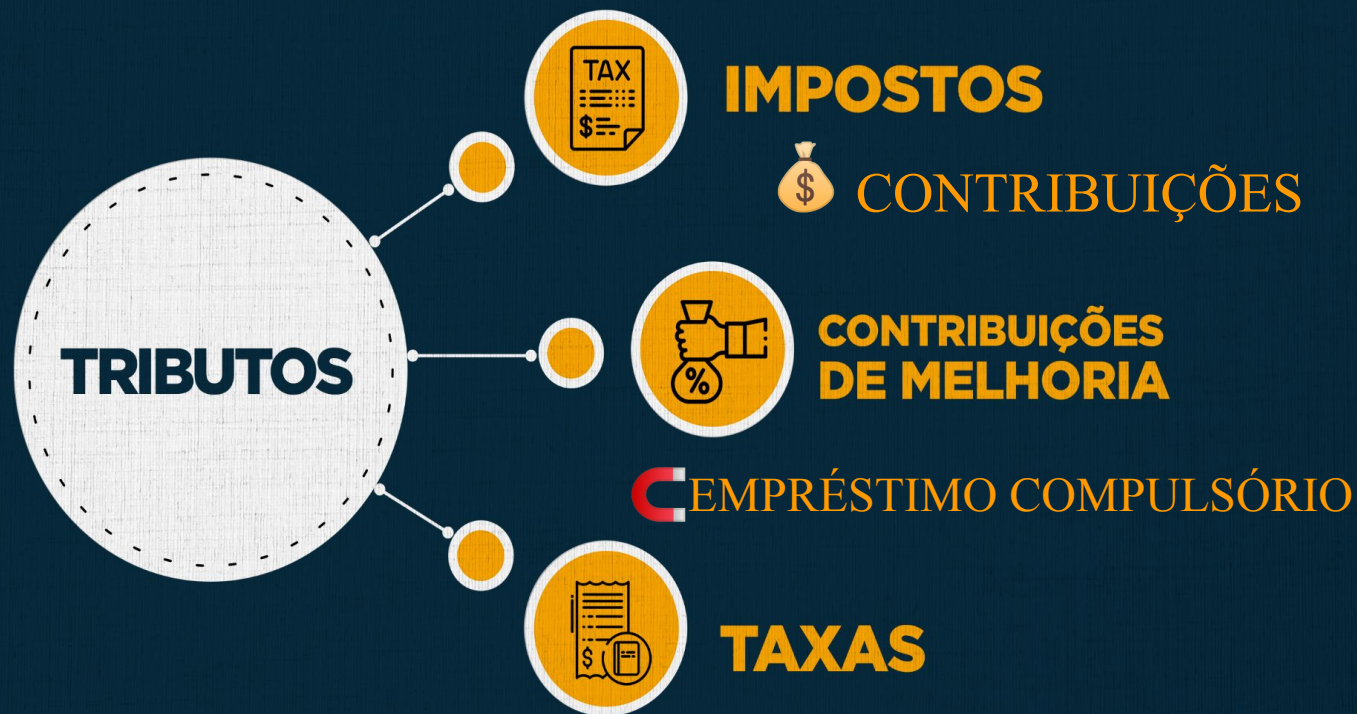 TAX
$
IMPOSTOS
$ CONTRIBUIÇÕES
TRIBUTOS
%
CONTRIBUIÇÕES
DE MELHORIA
EMPRÉSTIMO COMPULSÓRIO
$
TAXAS